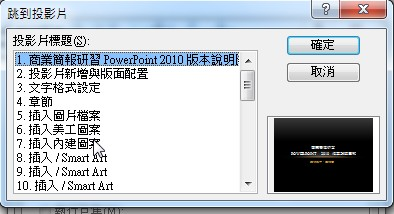 跳到投影片
投影片標題(S):
1. 商業簡報研習 PowerPoint 2010 版本說明
2. 投影片新增與版面配置
3. 文字格式設定
4. 章節
5. 插入圖片檔案
6. 插入美工圖案
7. 插入內建圖案
8. 插入 / Smart Art
9. 插入 / Smart Art
10. 插入 / Smart Art
確定
取消